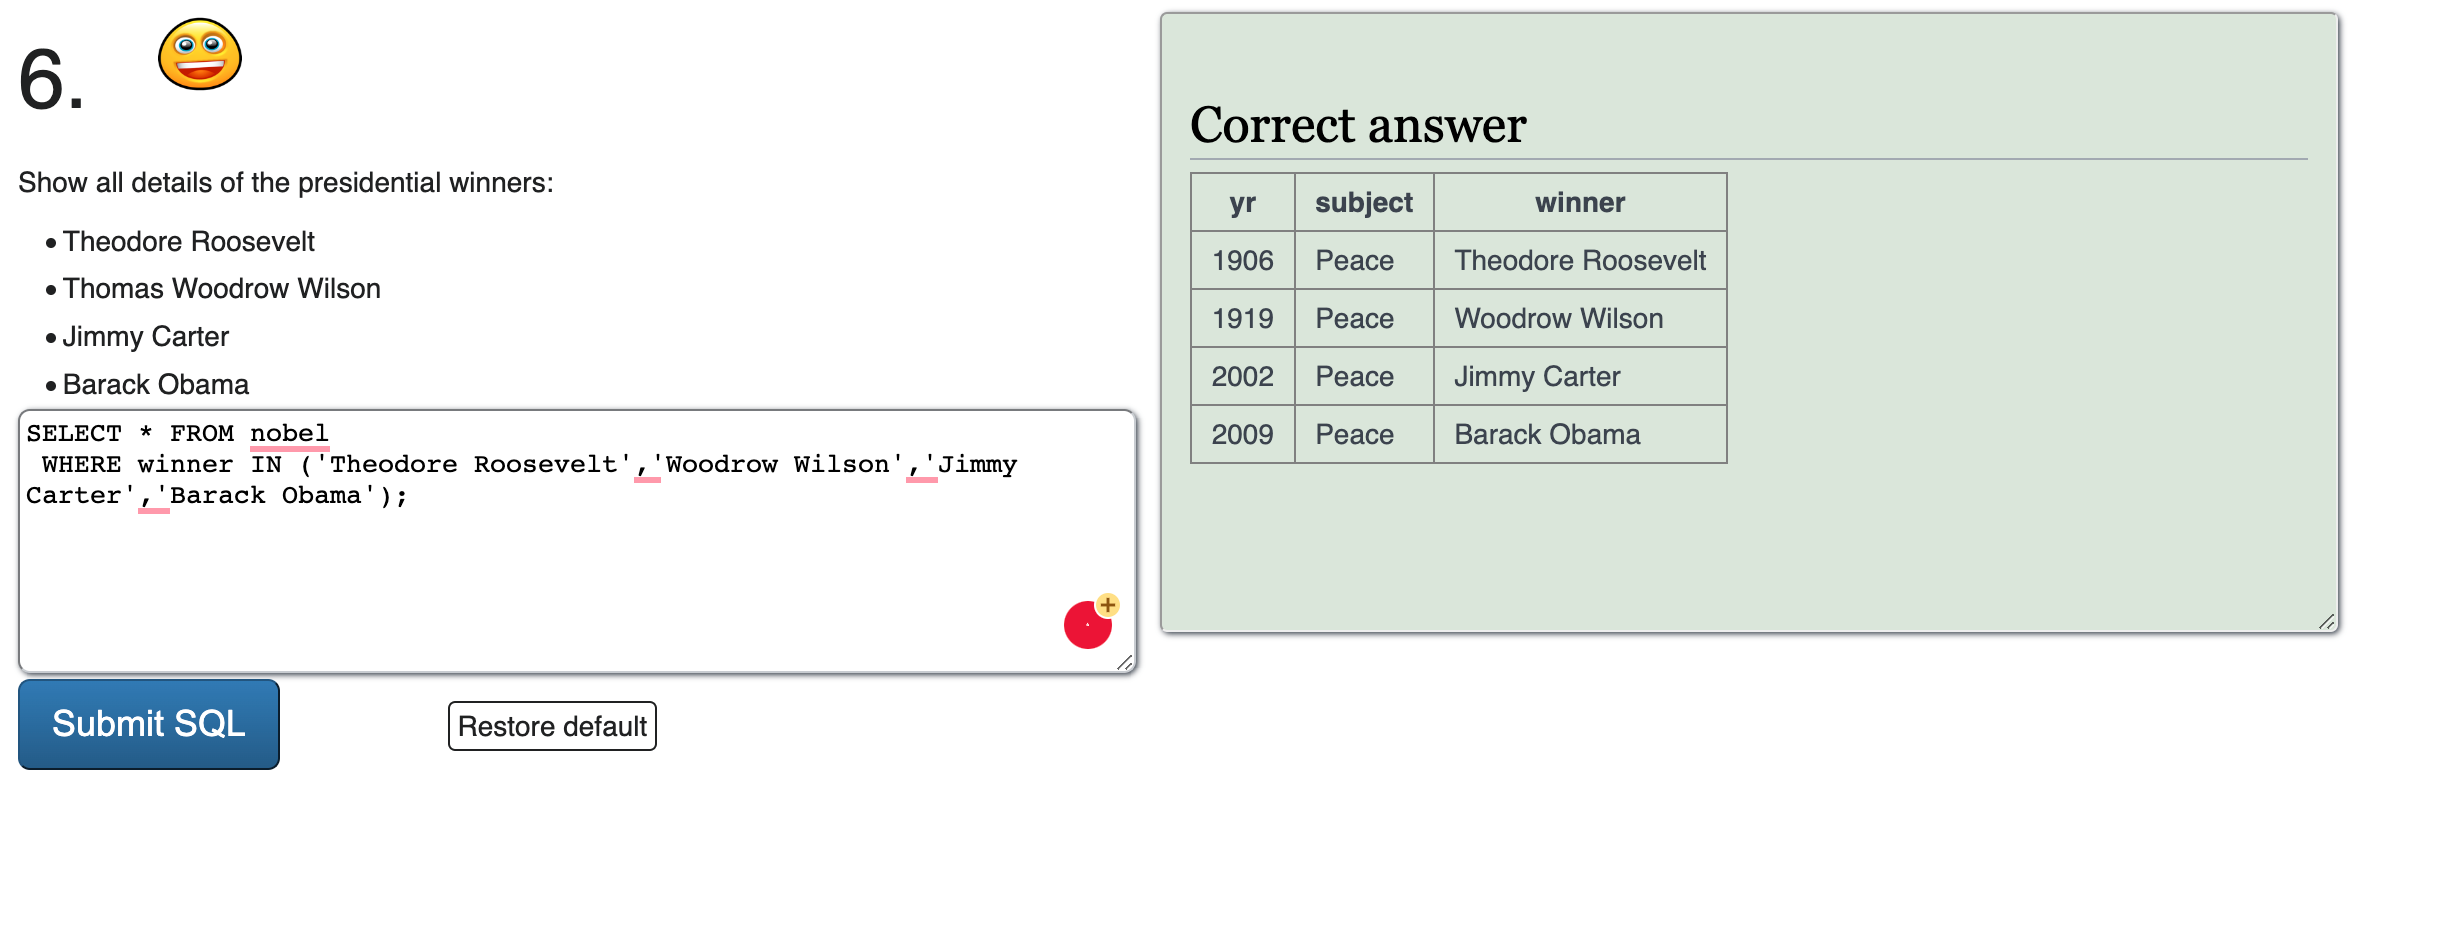 6.
Show all details of the presidential winners:
• Theodore Roosevelt
• Thomas Woodrow Wilson
• Jimmy Carter
• Barack Obama
SELECT * FROM nobel
WHERE winner IN ('Theodore Roosevelt','Woodrow Wilson','Jimmy
Carter','Barack Obama');
Submit SQL
Restore default
Correct answer
yr subject winner
1906 Peace Theodore Roosevelt
1919 Peace Woodrow Wilson
2002 Peace Jimmy Carter
2009 Peace Barack Obama